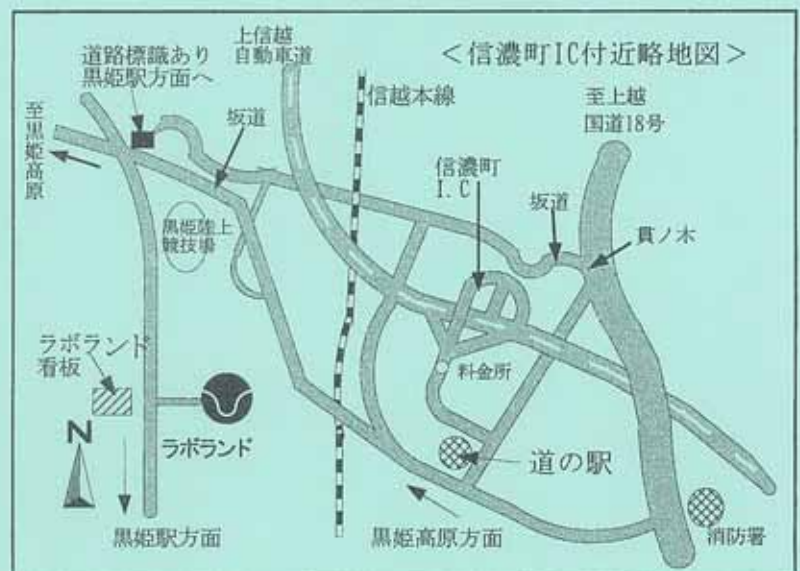 ＜信濃町IC付近略地図＞
道路標識あり
黒姫駅方面へ
上信越
自動車道
信越本線
至上越
国道18号
至黒姫高原
坂道
信濃町
I.C
坂道
貫ノ木
黒姫陸上
競技場
ラボランド
看板
料金所
N
ラボランド
道の駅
黒姫駅方面
黒姫高原方面
消防署